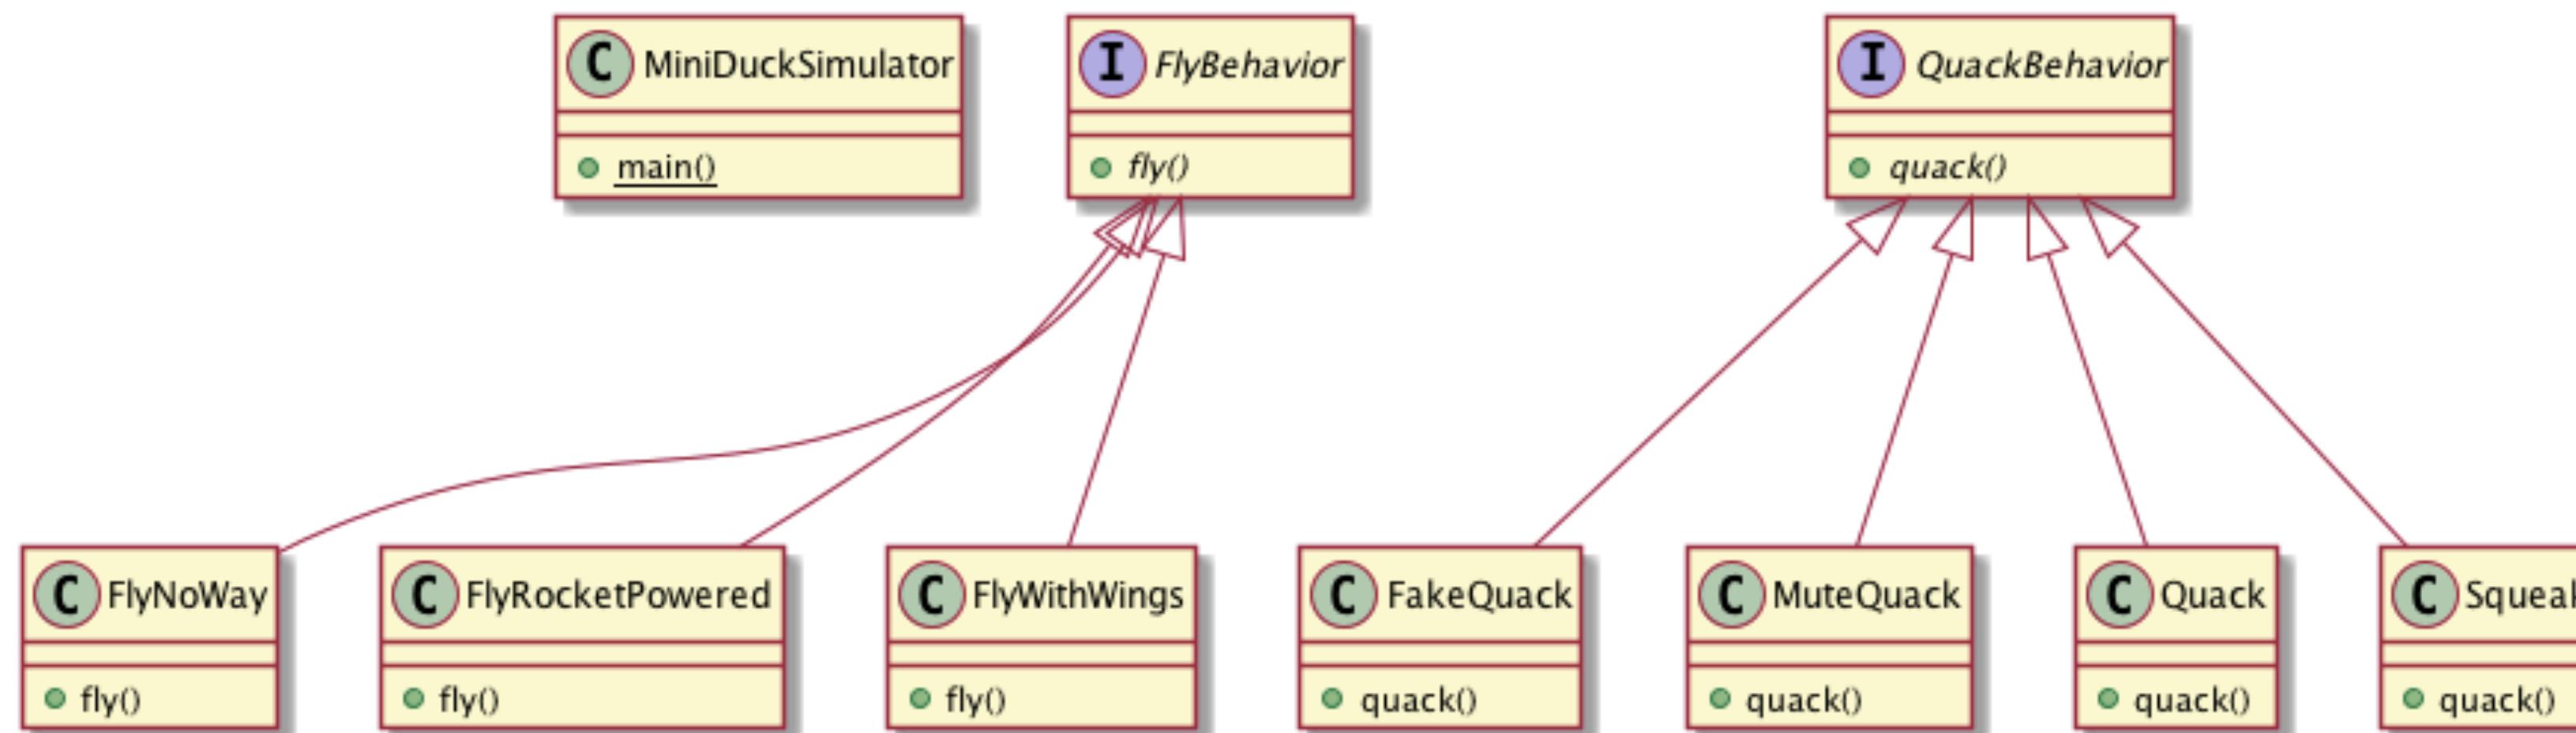 C MiniDuckSimulator
main()
I FlyBehavior
fly()
I QuackBehavior
quack()
C FlyNoWay
fly()
C FlyRocketPowered
fly()
C FlyWithWings
fly()
C FakeQuack
quack()
C MuteQuack
quack()
C Quack
quack()
C
quack()